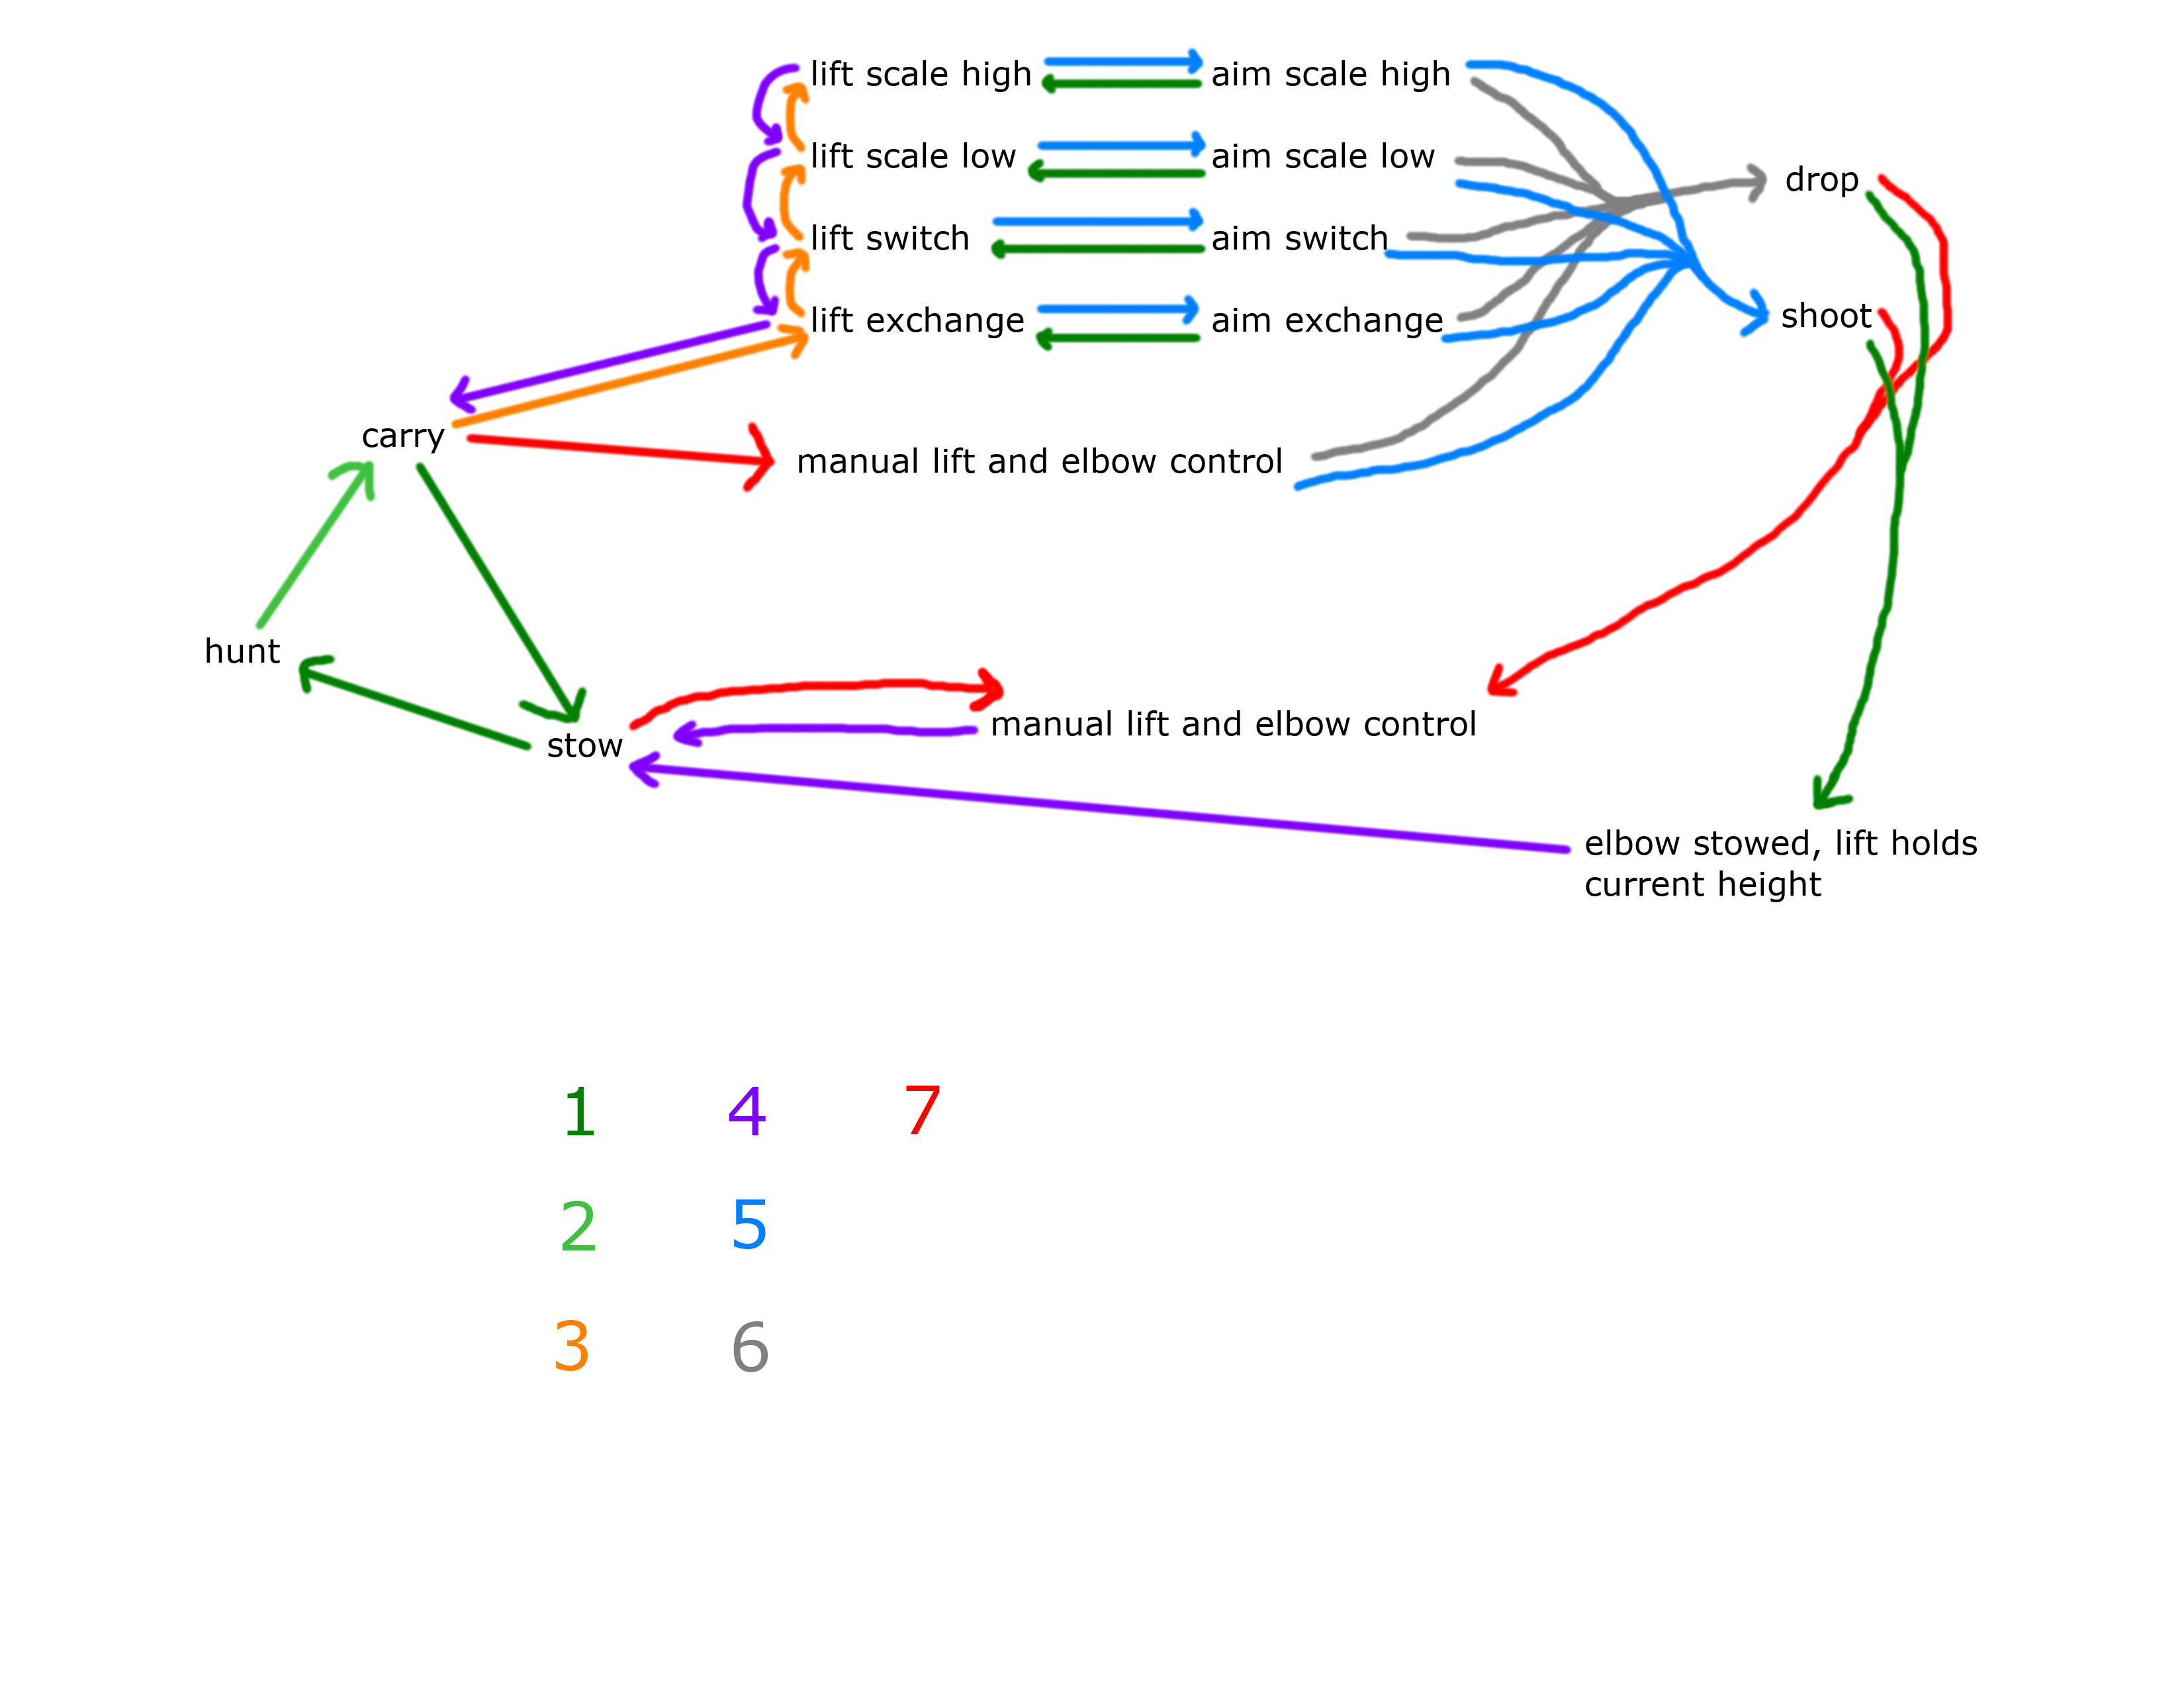 lift scale high aim scale high
lift scale low aim scale low
drop
lift switch aim switch
lift exchange aim exchange
shoot
carry
manual lift and elbow control
hunt
stow
manual lift and elbow control
elbow stowed, lift holds
current height
1 4 7
2 5
3 6